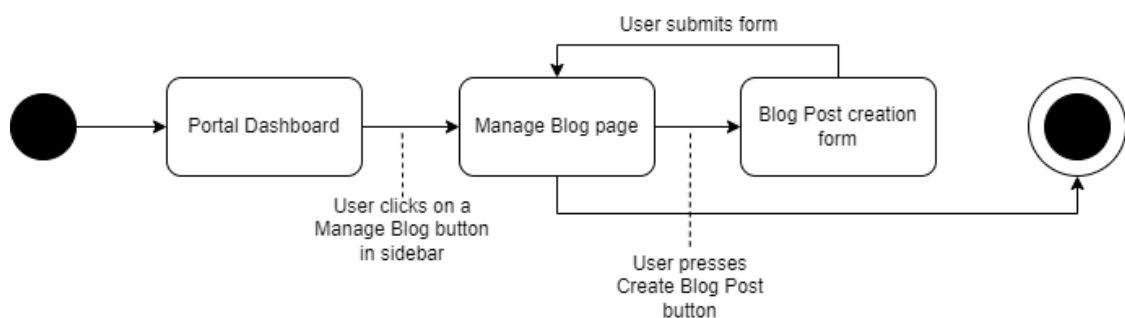 User submits form
Portal Dashboard
Manage Blog page
Blog Post creation
form
User clicks on a
Manage Blog button
in sidebar
User presses
Create Blog Post
button